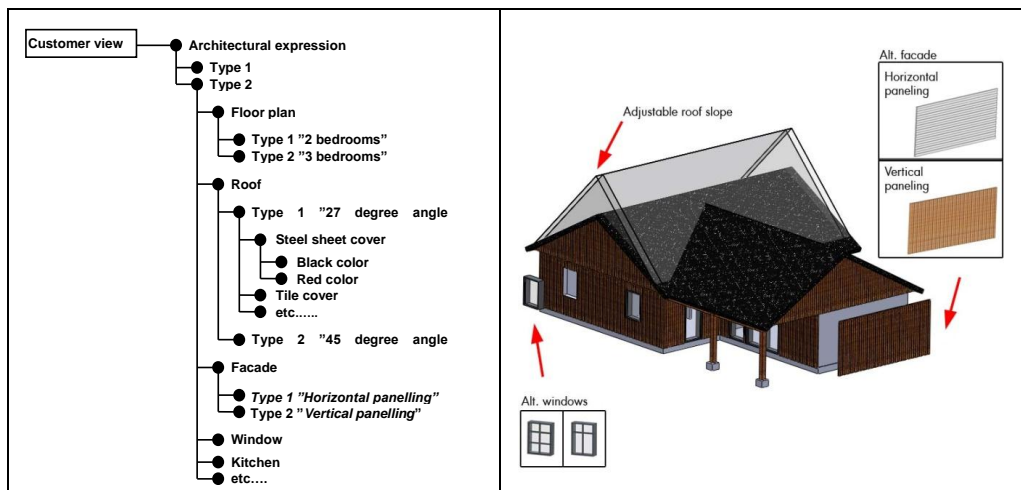 Customer view
Architectural expression
Type 1
Type 2
Floor plan
Type 1 "2 bedrooms”
Type 2 "3 bedrooms”
Roof
Type 1 ”27 degree angle
Steel sheet cover
Black color
Red color
Tile cover
etc......
Type 2 ”45 degree angle
Facade
Type 1 ”Horizontal panelling”
Type 2 ”Vertical panelling”
Window
Kitchen
etc....
Alt. facade
Horizontal
paneling
Adjustable roof slope
Vertical
paneling
Alt. windows